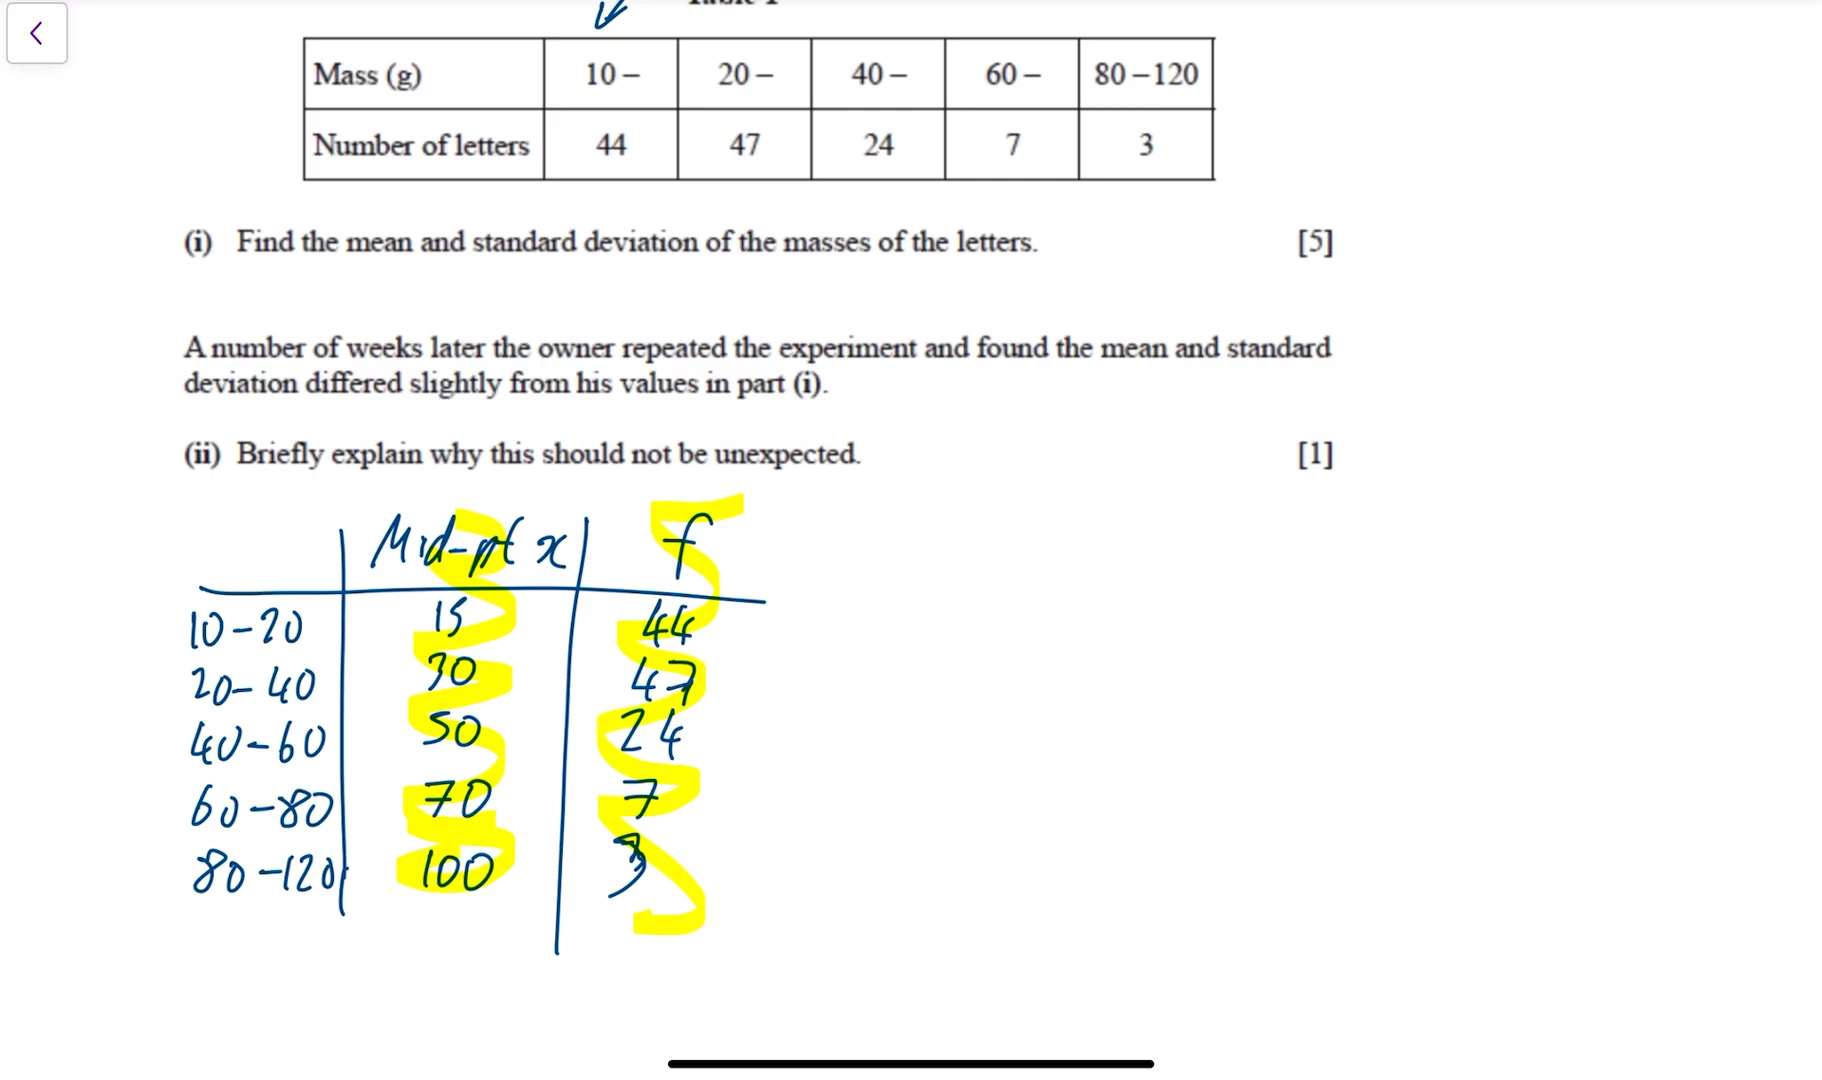 Mass (g) 10 – 20 – 40 – 60 – 80 – 120
Number of letters 44 47 24 7 3
(i) Find the mean and standard deviation of the masses of the letters. [5]
A number of weeks later the owner repeated the experiment and found the mean and standard
deviation differed slightly from his values in part (i).
(ii) Briefly explain why this should not be unexpected. [1]
Mid-pt x f
10-20 15 44
20-40 30 47
40-60 50 24
60-80 70 7
80-120 100 3